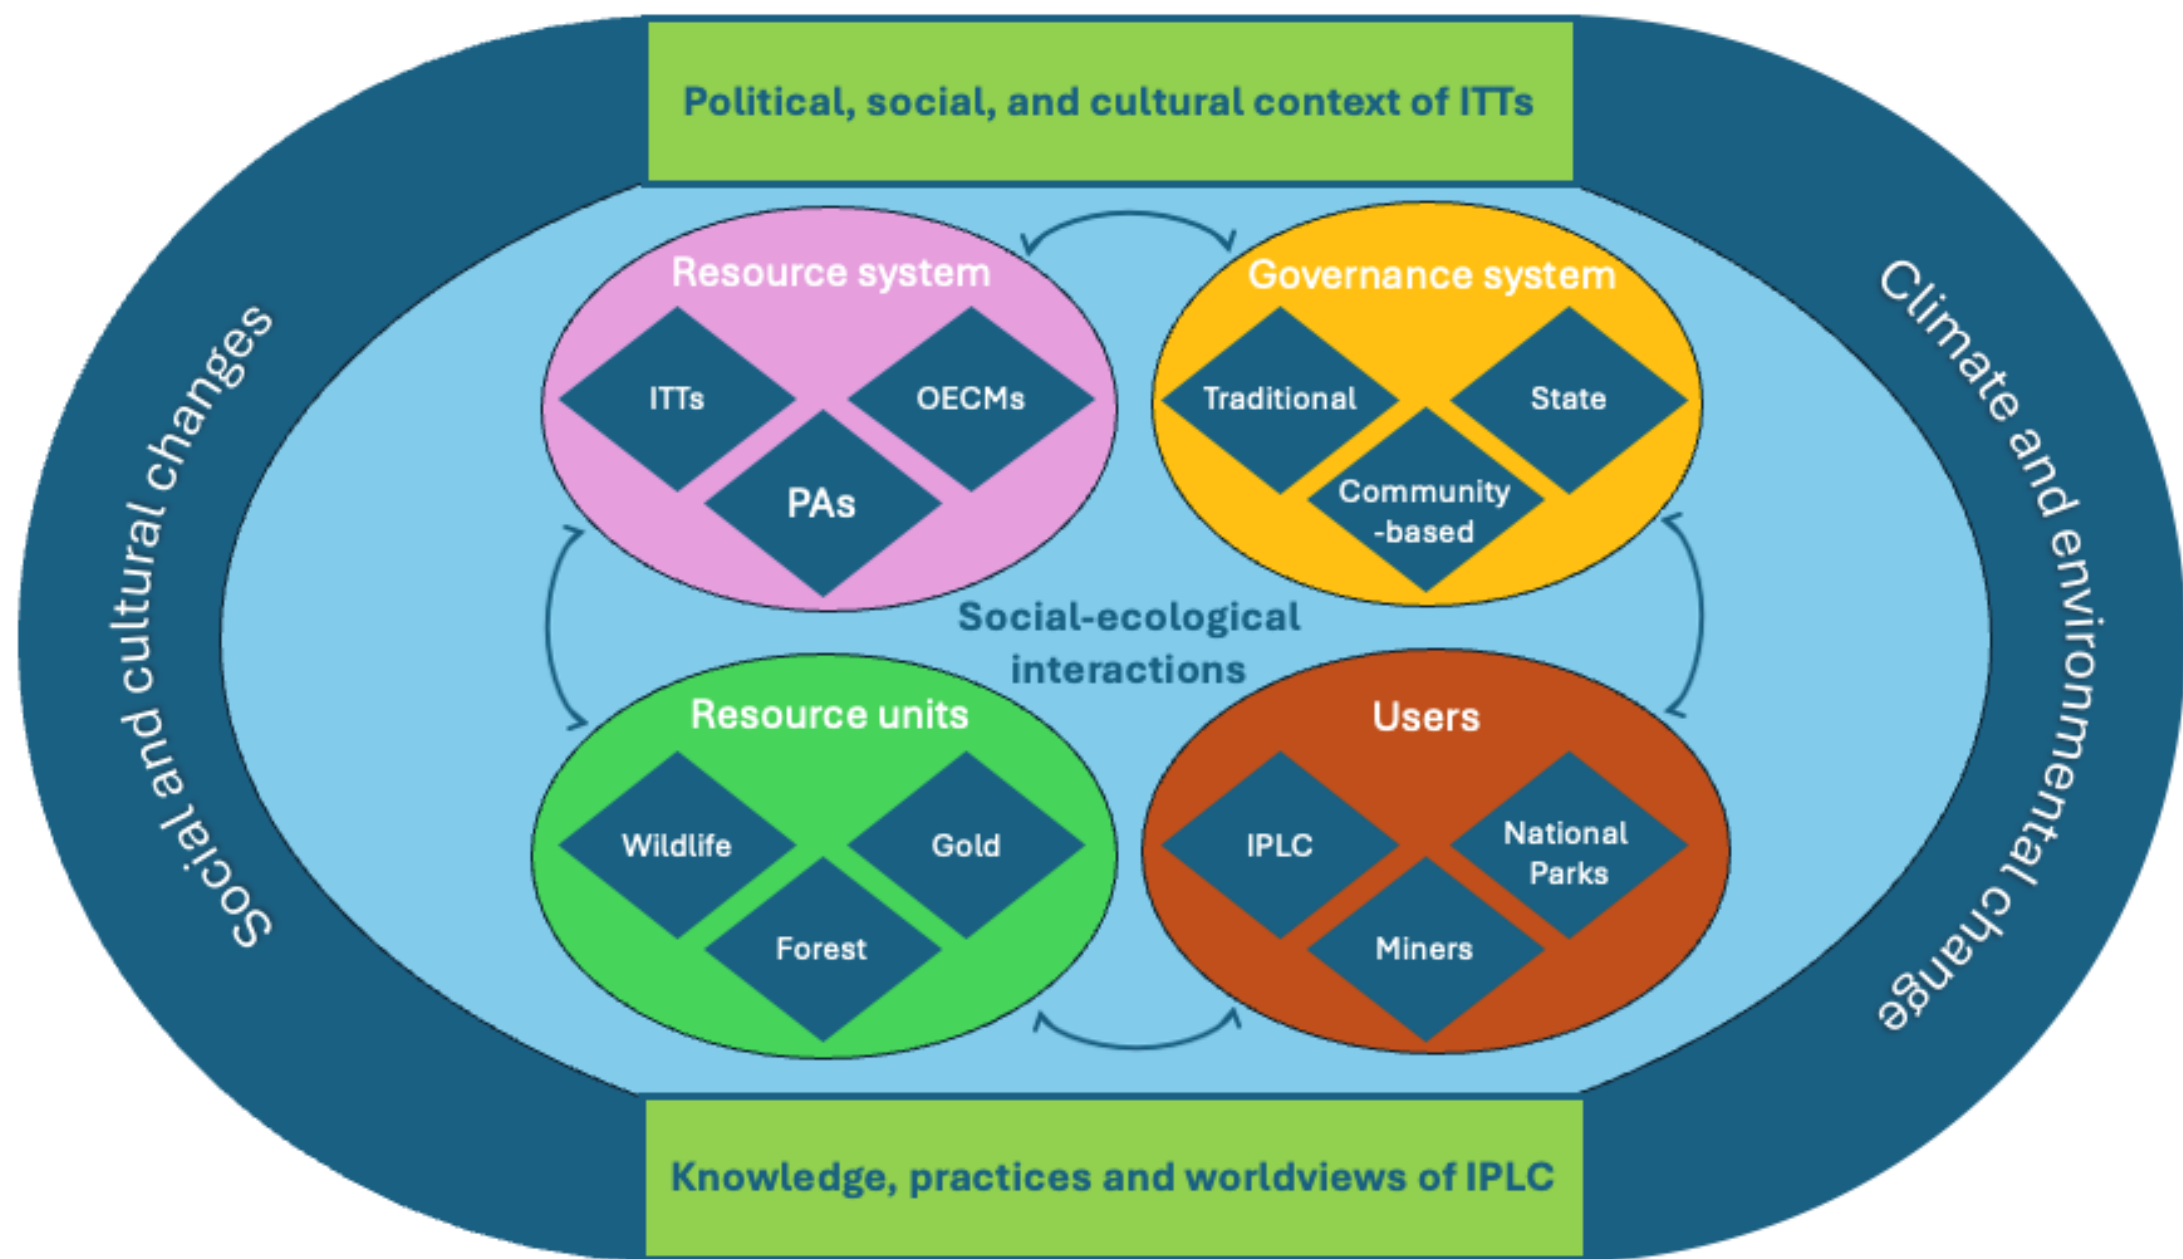 Political, social, and cultural context of ITTs
Social and cultural changes
Climate and environmental change
Resource system
ITTs
OECMs
PAs
Governance system
Traditional
State
Community
-based
Social-ecological
interactions
Resource units
Wildlife
Gold
Forest
Users
IPLC
National
Parks
Miners
Knowledge, practices and worldviews of IPLC